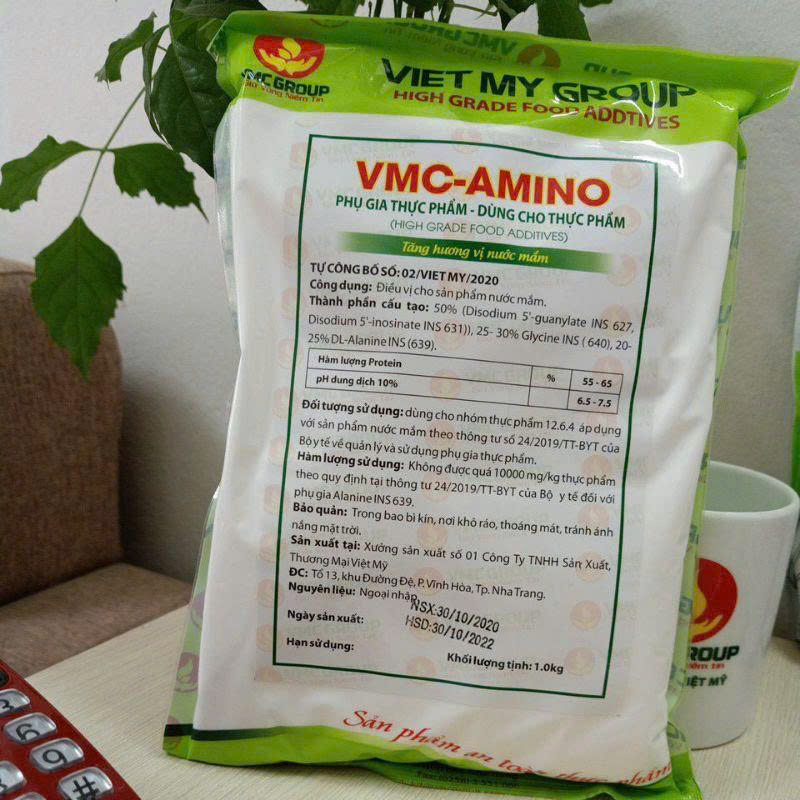 VMC GROUP
Giữ Vững Niềm Tin
VIET MY GROUP
HIGH GRADE FOOD ADDTIVES
VMC-AMINO
PHỤ GIA THỰC PHẨM - DÙNG CHO THỰC PHẨM
(HIGH GRADE FOOD ADDITIVES)
Tăng hương vị nước mắm
TỰ CÔNG BỐ SỐ: 02/VIET MY/2020
Công dụng: Điều vị cho sản phẩm nước mắm.
Thành phần cấu tạo: 50% (Disodium 5'-guanylate INS 627,
Disodium 5'-inosinate INS 631)), 25- 30% Glycine INS ( 640), 20-
25% DL-Alanine INS (639).
Hàm lượng Protein % 55 - 65
pH dung dịch 10% 6.5 - 7.5
Đối tượng sử dụng: dùng cho nhóm thực phẩm 12.6.4 áp dụng
với sản phẩm nước mắm theo thông tư số 24/2019/TT-BYT của
Bộ y tế về quản lý và sử dụng phụ gia thực phẩm.
Hàm lượng sử dụng: Không được quá 10000 mg/kg thực phẩm
theo quy định tại thông tư 24/2019/TT-BYT của Bộ y tế đối với
phụ gia Alanine INS 639.
Bảo quản: Trong bao bì kín, nơi khô ráo, thoáng mát, tránh ánh
nắng mặt trời.
Sản xuất tại: Xưởng sản xuất số 01 Công Ty TNHH Sản Xuất,
Thương Mại Việt Mỹ
ĐC: Tổ 13, khu Đường Đệ, P. Vĩnh Hòa, Tp. Nha Trang.
Nguyên liệu: Ngoại nhập
Ngày sản xuất: NSX:30/10/2020
HSD:30/10/2022
Hạn sử dụng:
Khối lượng tịnh: 1.0kg
Sản phẩm an toàn thực phẩm
GROUP
Niềm Tin
IỆT MỸ
6
9
#